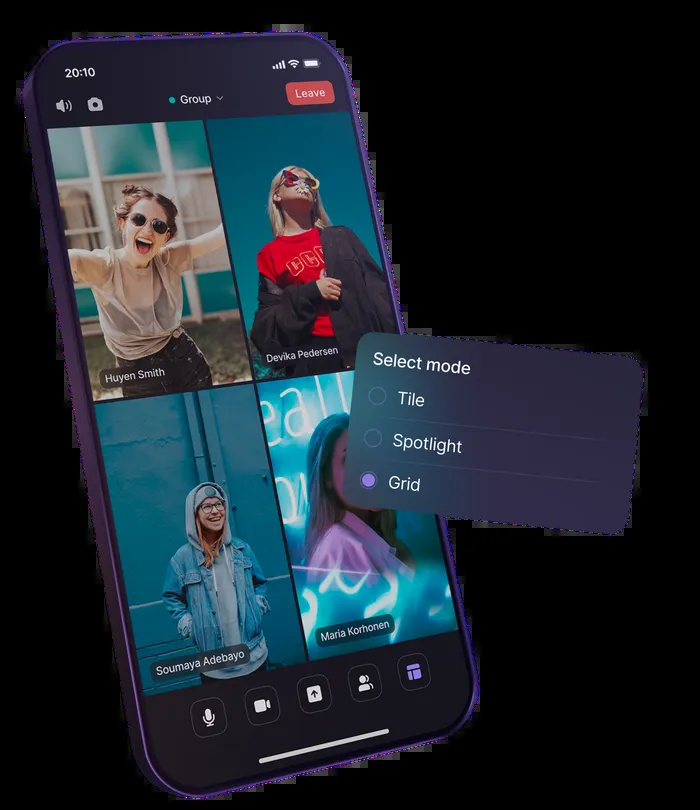 20:10
Group
Leave
Huyen Smith
Devika Pedersen
Select mode
Tile
Spotlight
Grid
Soumaya Adebayo
Maria Korhonen